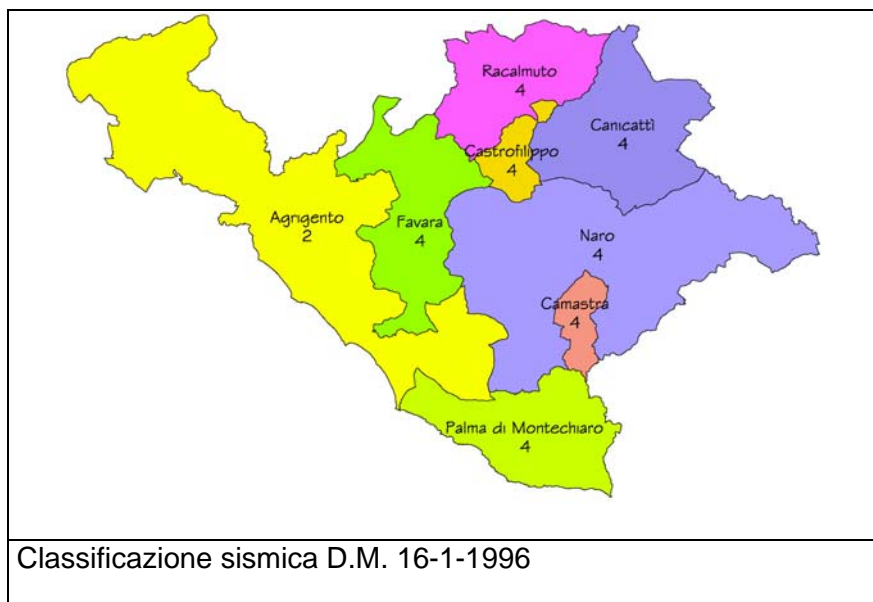 Racalmuto
4
Canicattì
4
Castrofilippo
4
Agrigento
2
Favara
4
Naro
4
Camastra
4
Palma di Montechiaro
4
Classificazione sismica D.M. 16-1-1996